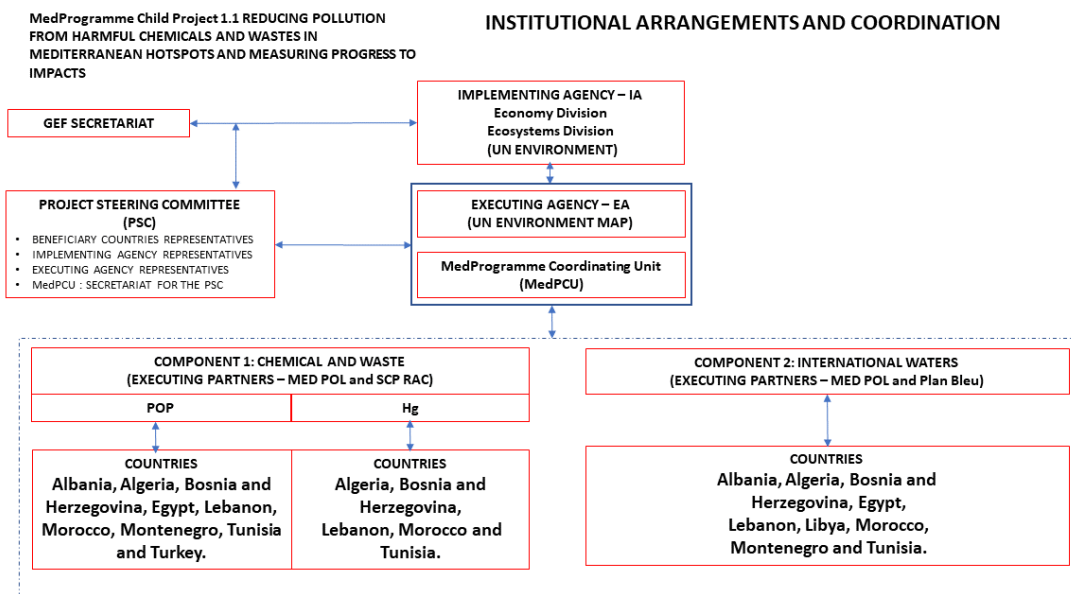 MedProgramme Child Project 1.1 REDUCING POLLUTION
FROM HARMFUL CHEMICALS AND WASTES IN
MEDITERRANEAN HOTSPOTS AND MEASURING PROGRESS TO
IMPACTS
INSTITUTIONAL ARRANGEMENTS AND COORDINATION
GEF SECRETARIAT
IMPLEMENTING AGENCY – IA
Economy Division
Ecosystems Division
(UN ENVIRONMENT)
PROJECT STEERING COMMITTEE
(PSC)
• BENEFICIARY COUNTRIES REPRESENTATIVES
• IMPLEMENTING AGENCY REPRESENTATIVES
• EXECUTING AGENCY REPRESENTATIVES
• MedPCU : SECRETARIAT FOR THE PSC
EXECUTING AGENCY – EA
(UN ENVIRONMENT MAP)
MedProgramme Coordinating Unit
(MedPCU)
COMPONENT 1: CHEMICAL AND WASTE
(EXECUTING PARTNERS – MED POL and SCP RAC)
POP
Hg
COUNTRIES
Albania, Algeria, Bosnia and
Herzegovina, Egypt, Lebanon,
Morocco, Montenegro, Tunisia
and Turkey.
COUNTRIES
Algeria, Bosnia and
Herzegovina,
Lebanon, Morocco and
Tunisia.
COMPONENT 2: INTERNATIONAL WATERS
(EXECUTING PARTNERS – MED POL and Plan Bleu)
COUNTRIES
Albania, Algeria, Bosnia and
Herzegovina, Egypt,
Lebanon, Libya, Morocco,
Montenegro and Tunisia.